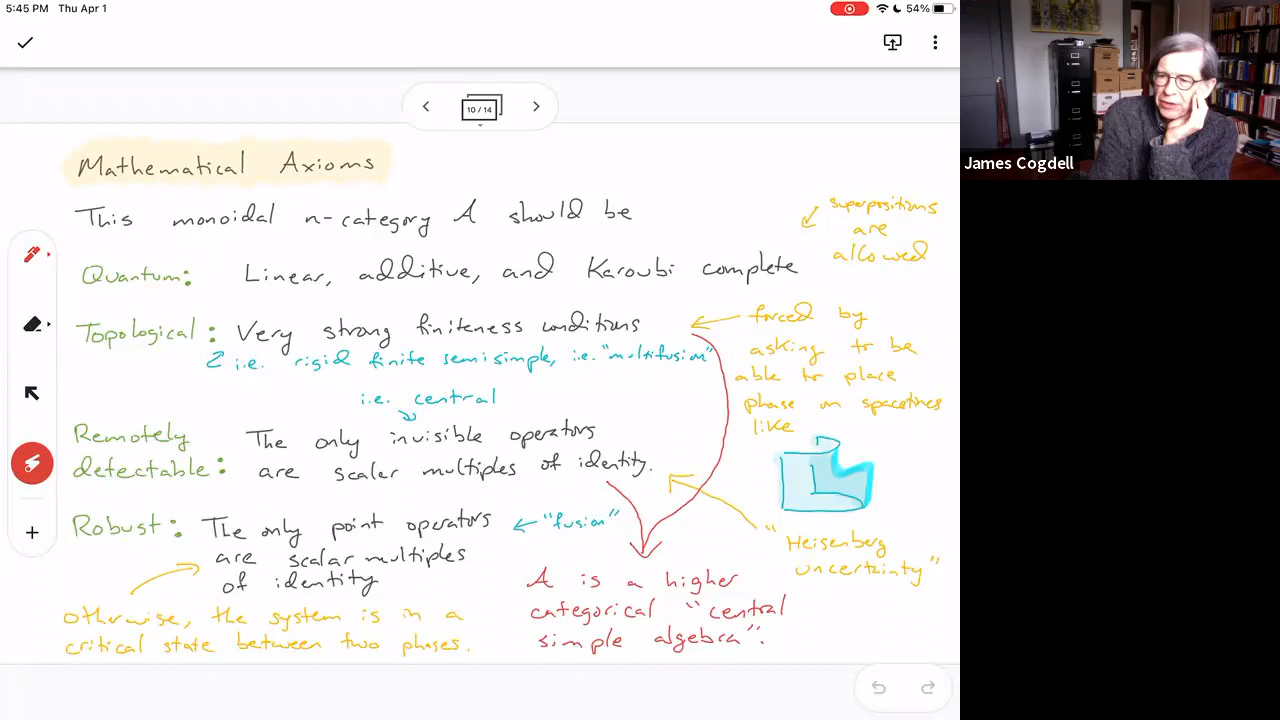 5:45 PM Thu Apr 1
54%
10 / 14
James Cogdell
Mathematical Axioms
This monoidal n-category A should be
superpositions
are
allowed
Quantum: Linear, additive, and Karoubi complete
Topological: Very strong finiteness conditions
i.e. rigid finite semisimple, i.e. "multifusion"
forced by
asking to be
able to place
phase on spacetimes
like
i.e. central
Remotely
detectable:
The only invisible operators
are scalar multiples of identity.
Robust: The only point operators
are scalar multiples
of identity
"fusion"
"Heisenberg
uncertainty"
A is a higher
categorical "central
simple algebra".
otherwise, the system is in a
critical state between two phases.